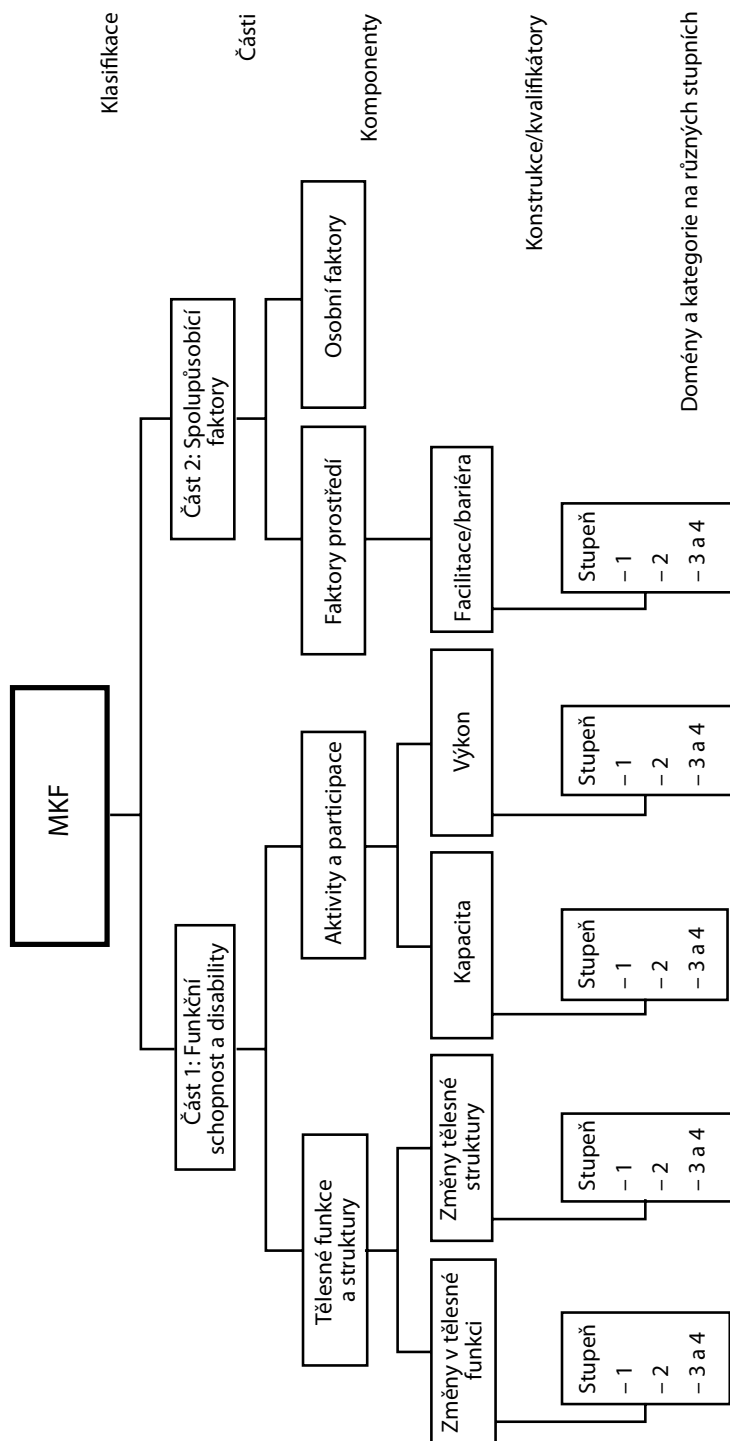 MKF
Klasifikace
Část 1: Funkční
schopnost a disability
Část 2: Spolupůsobící
faktory
Části
Tělesné funkce
a struktury
Aktivity a participace
Faktory prostředí
Osobní faktory
Komponenty
Změny v tělesné
funkci
Změny tělesné
struktury
Kapacita
Výkon
Facilitace/bariéra
Konstrukce/kvalifikátory
Stupeň
– 1
– 2
– 3 a 4
Stupeň
– 1
– 2
– 3 a 4
Stupeň
– 1
– 2
– 3 a 4
Stupeň
– 1
– 2
– 3 a 4
Stupeň
– 1
– 2
– 3 a 4
Domény a kategorie na různých stupních